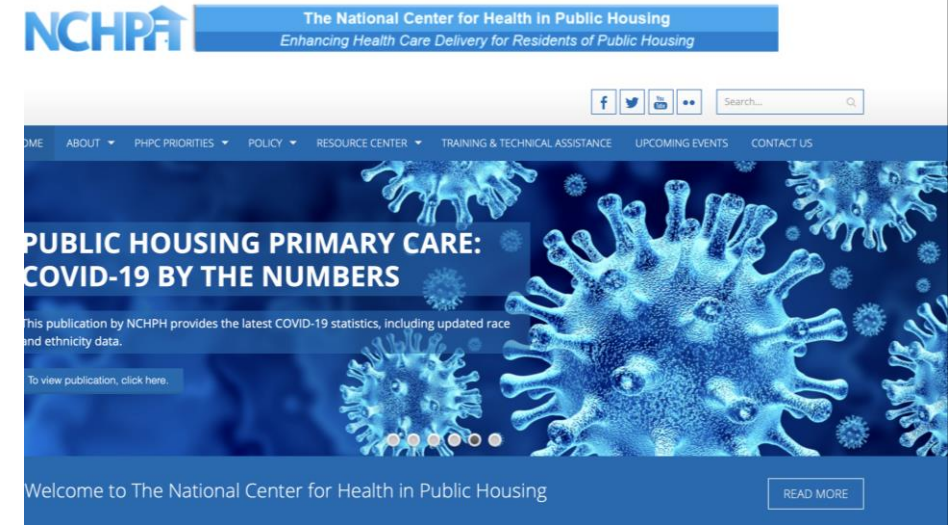 NCHPH
The National Center for Health in Public Housing
Enhancing Health Care Delivery for Residents of Public Housing
f You Tube Search...
OME ABOUT PHPC PRIORITIES POLICY RESOURCE CENTER TRAINING & TECHNICAL ASSISTANCE UPCOMING EVENTS CONTACT US
PUBLIC HOUSING PRIMARY CARE:
COVID-19 BY THE NUMBERS
This publication by NCHPH provides the latest COVID-19 statistics, including updated race
and ethnicity data.
To view publication, click here.
Welcome to The National Center for Health in Public Housing
READ MORE